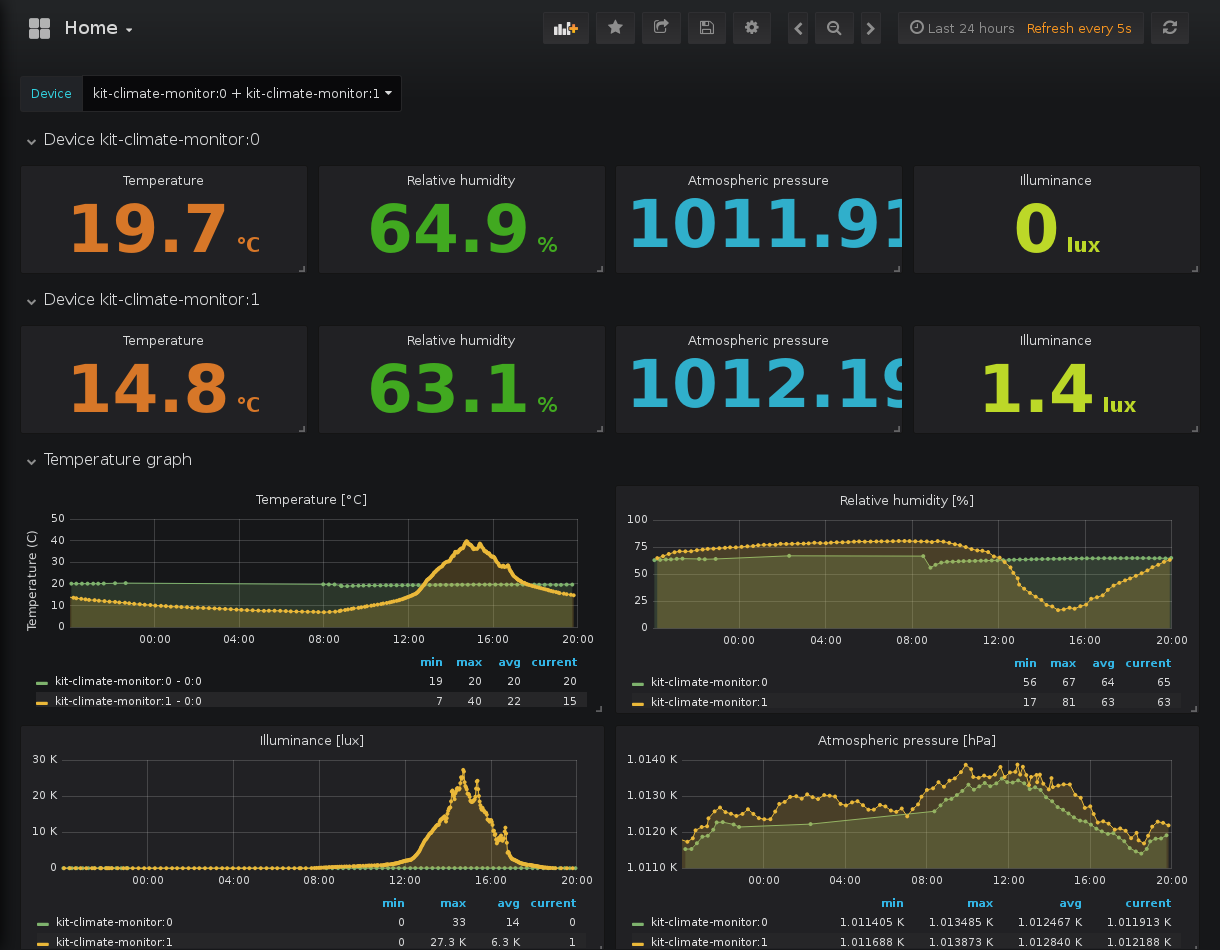 Home
Last 24 hours Refresh every 5s
Device kit-climate-monitor:0 + kit-climate-monitor:1
Device kit-climate-monitor:0
Temperature Relative humidity Atmospheric pressure Illuminance
19.7 °C 64.9 % 1011.91 0 lux
Device kit-climate-monitor:1
Temperature Relative humidity Atmospheric pressure Illuminance
14.8 °C 63.1 % 1012.19 1.4 lux
Temperature graph
Temperature [°C]
Temperature (C)
50
40
30
20
10
0
00:00 04:00 08:00 12:00 16:00 20:00
min max avg current
kit-climate-monitor:0 - 0:0 19 20 20 20
kit-climate-monitor:1 - 0:0 7 40 22 15
Relative humidity [%]
100
75
50
25
0
00:00 04:00 08:00 12:00 16:00 20:00
min max avg current
kit-climate-monitor:0 56 67 64 65
kit-climate-monitor:1 17 81 63 63
Illuminance [lux]
30 K
20 K
10 K
0
00:00 04:00 08:00 12:00 16:00 20:00
min max avg current
kit-climate-monitor:0 0 33 14 0
kit-climate-monitor:1 0 27.3 K 6.3 K 1
Atmospheric pressure [hPa]
1.0140 K
1.0130 K
1.0120 K
1.0110 K
00:00 04:00 08:00 12:00 16:00 20:00
min max avg current
kit-climate-monitor:0 1.011405 K 1.013485 K 1.012467 K 1.011913 K
kit-climate-monitor:1 1.011688 K 1.013873 K 1.012840 K 1.012188 K